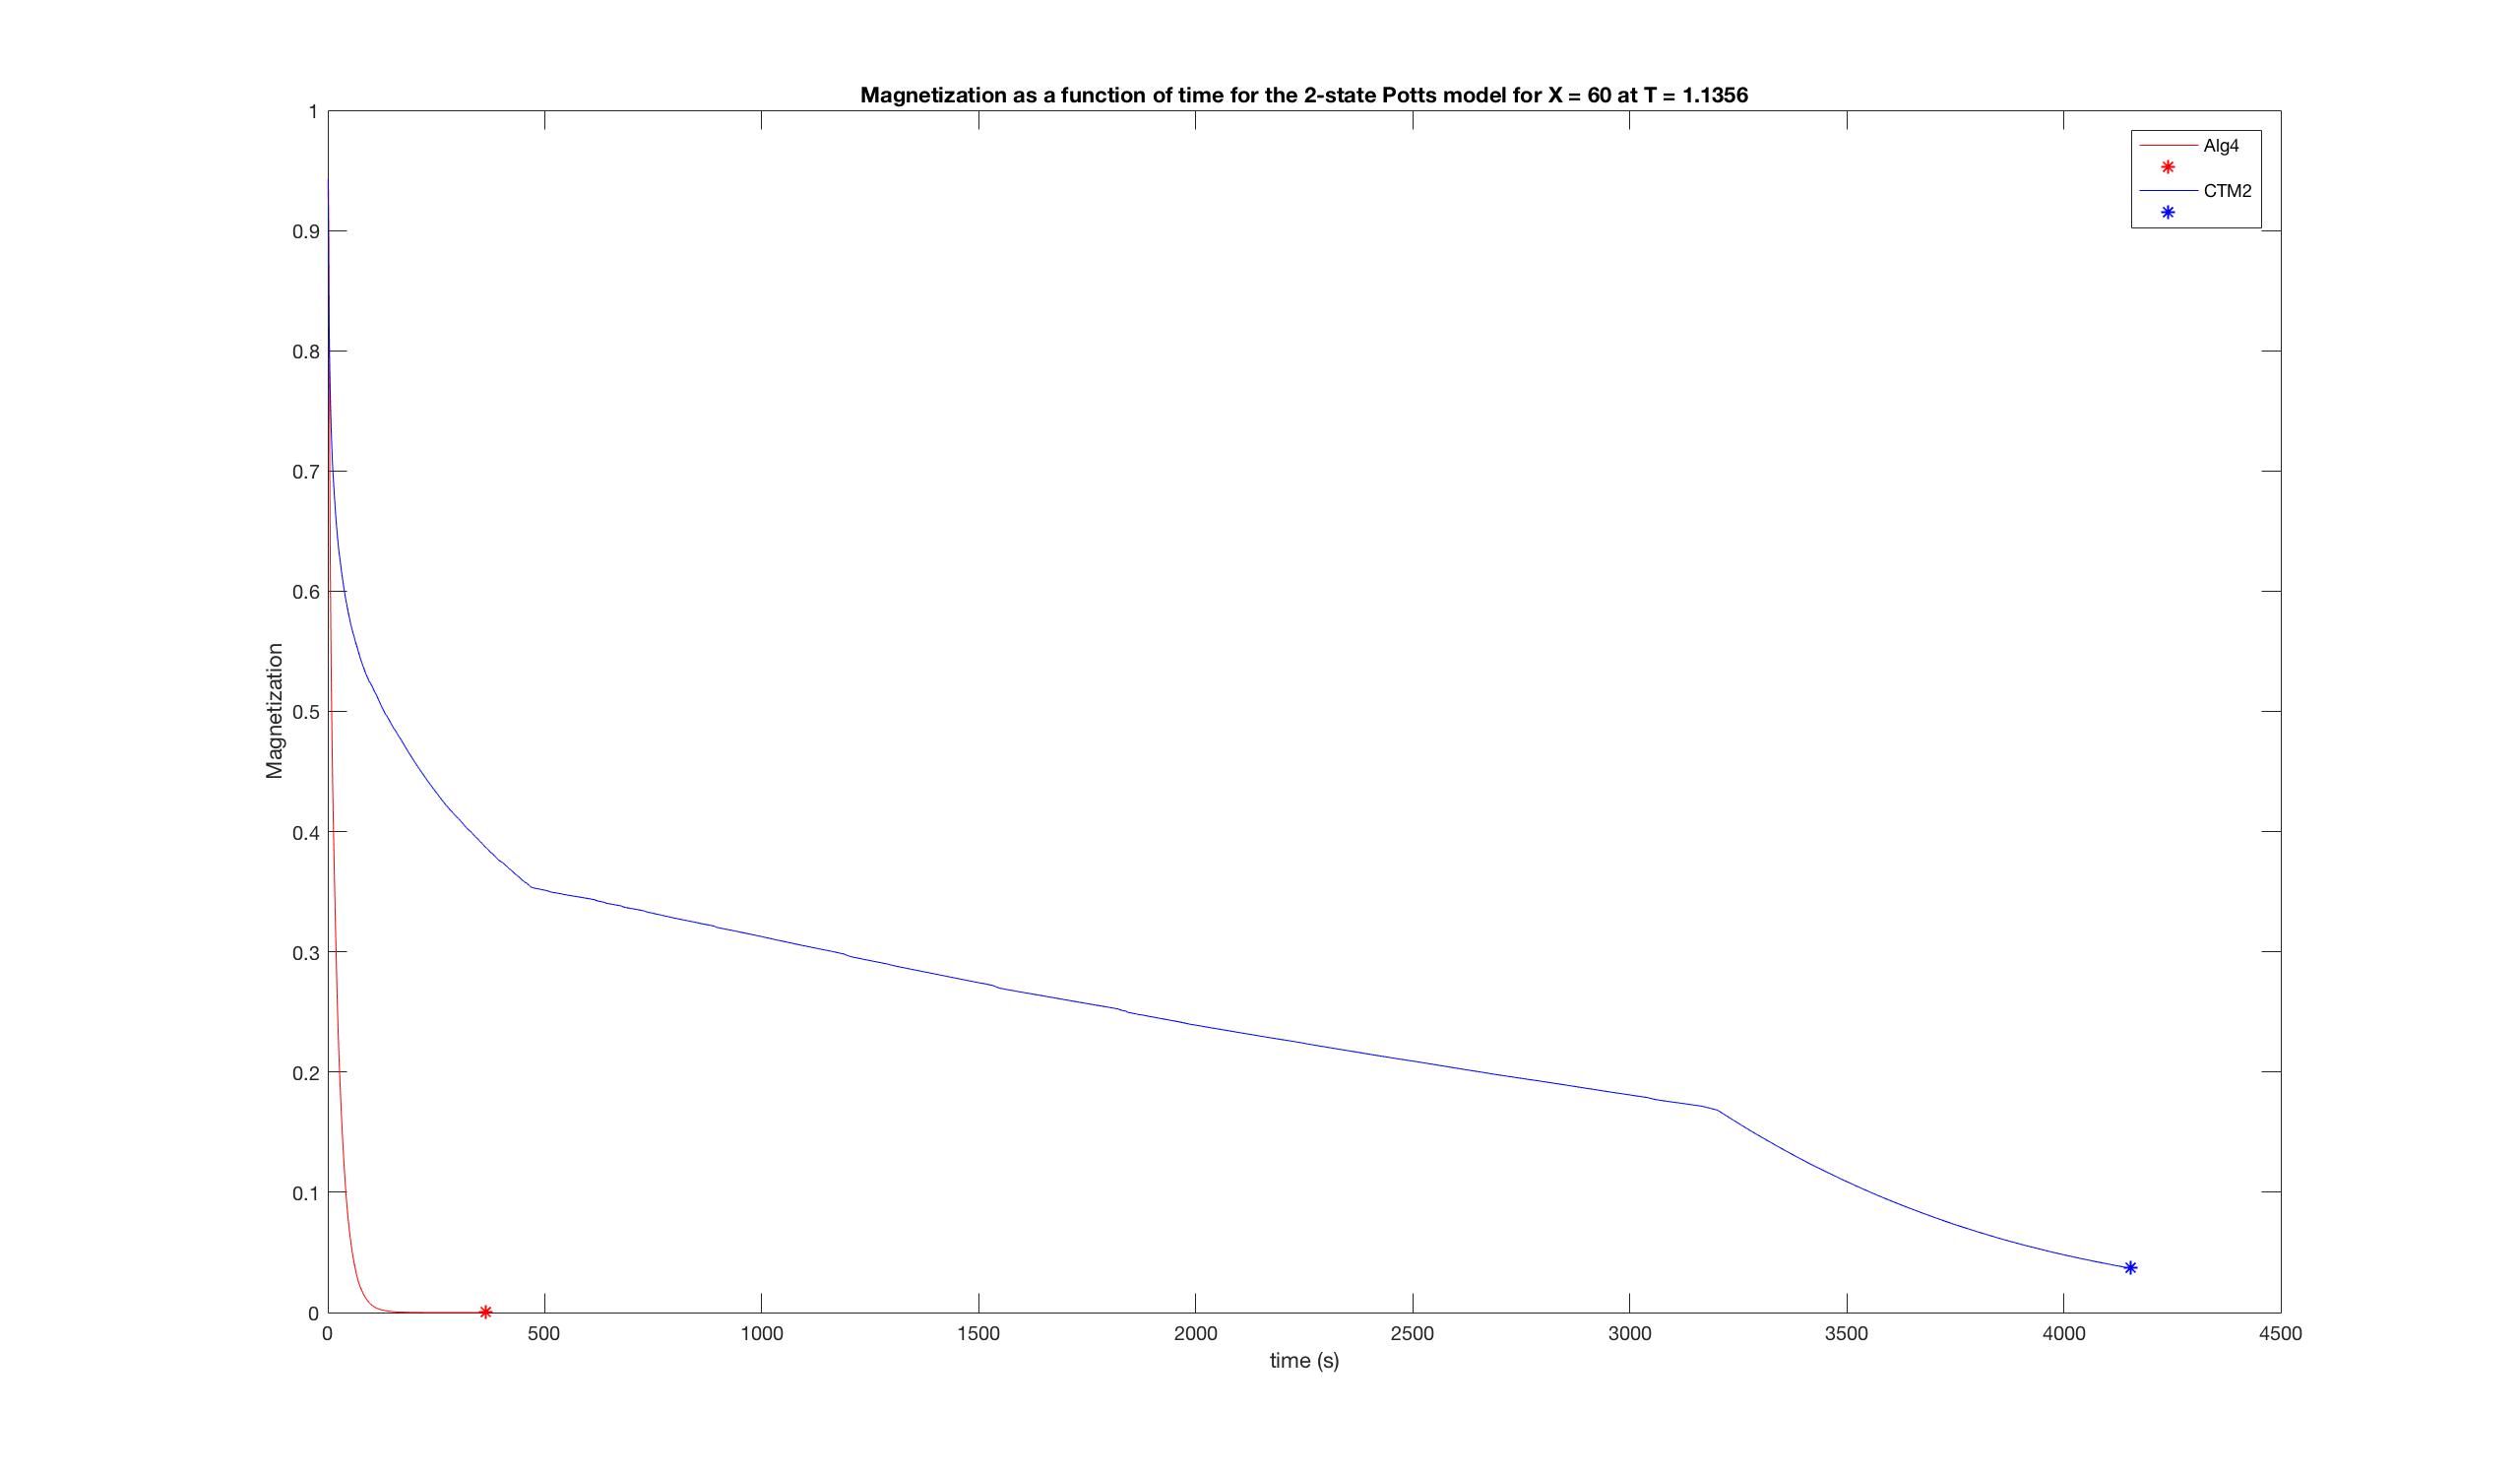 Magnetization as a function of time for the 2-state Potts model for X = 60 at T = 1.1356
Alg4
CTM2
Magnetization
1
0.9
0.8
0.7
0.6
0.5
0.4
0.3
0.2
0.1
0
0 500 1000 1500 2000 2500 3000 3500 4000 4500
time (s)